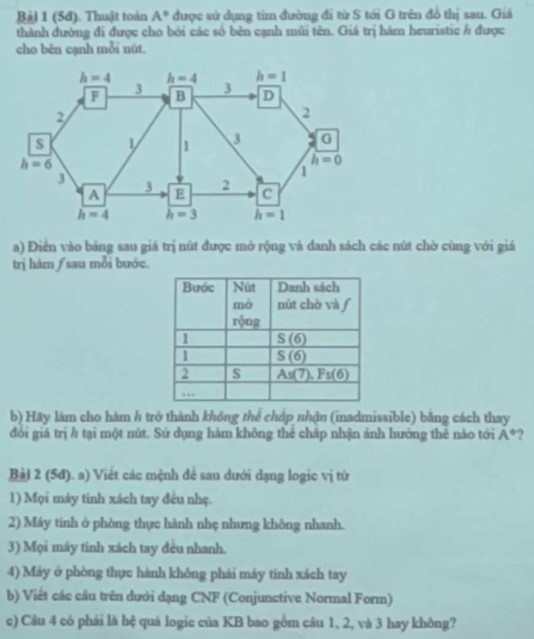 Bài 1 (5đ). Thuật toán A* được sử dụng tìm đường đi từ S tới G trên đồ thị sau. Giá
thành đường đi được cho bởi các số bên cạnh mũi tên. Giá trị hàm heuristic h được
cho bên cạnh mỗi nút.
h = 4 h = 4 h = 1
F 3 B 3 D
2 2
S 1 1 3 G
h = 6 h = 0
3 1
A 3 E 2 C
h = 4 h = 3 h = 1
a) Điền vào bảng sau giá trị nút được mở rộng và danh sách các nút chờ cùng với giá
trị hàm f sau mỗi bước.
Bước Nút Danh sách
mở nút chờ và f
rộng
1 S (6)
1 S (6)
2 S As(7), Fs(6)
...
b) Hãy làm cho hàm h trở thành không thể chấp nhận (inadmissible) bằng cách thay
đổi giá trị h tại một nút. Sử dụng hàm không thể chấp nhận ảnh hưởng thế nào tới A*?
Bài 2 (5đ). a) Viết các mệnh đề sau dưới dạng logic vị từ
1) Mọi máy tính xách tay đều nhẹ.
2) Máy tính ở phòng thực hành nhẹ nhưng không nhanh.
3) Mọi máy tính xách tay đều nhanh.
4) Máy ở phòng thực hành không phải máy tính xách tay
b) Viết các câu trên dưới dạng CNF (Conjunctive Normal Form)
c) Câu 4 có phải là hệ quả logic của KB bao gồm câu 1, 2, và 3 hay không?